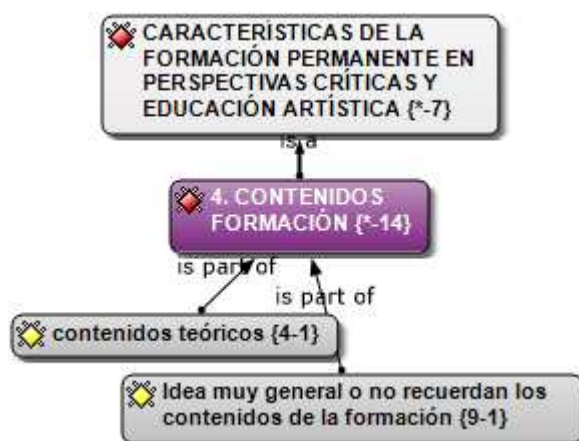 CARACTERÍSTICAS DE LA
FORMACIÓN PERMANENTE EN
PERSPECTIVAS CRÍTICAS Y
EDUCACIÓN ARTÍSTICA {*-7}
is a
4. CONTENIDOS
FORMACIÓN {*-14}
is part of
is part of
contenidos teóricos {4-1}
Idea muy general o no recuerdan los
contenidos de la formación {9-1}